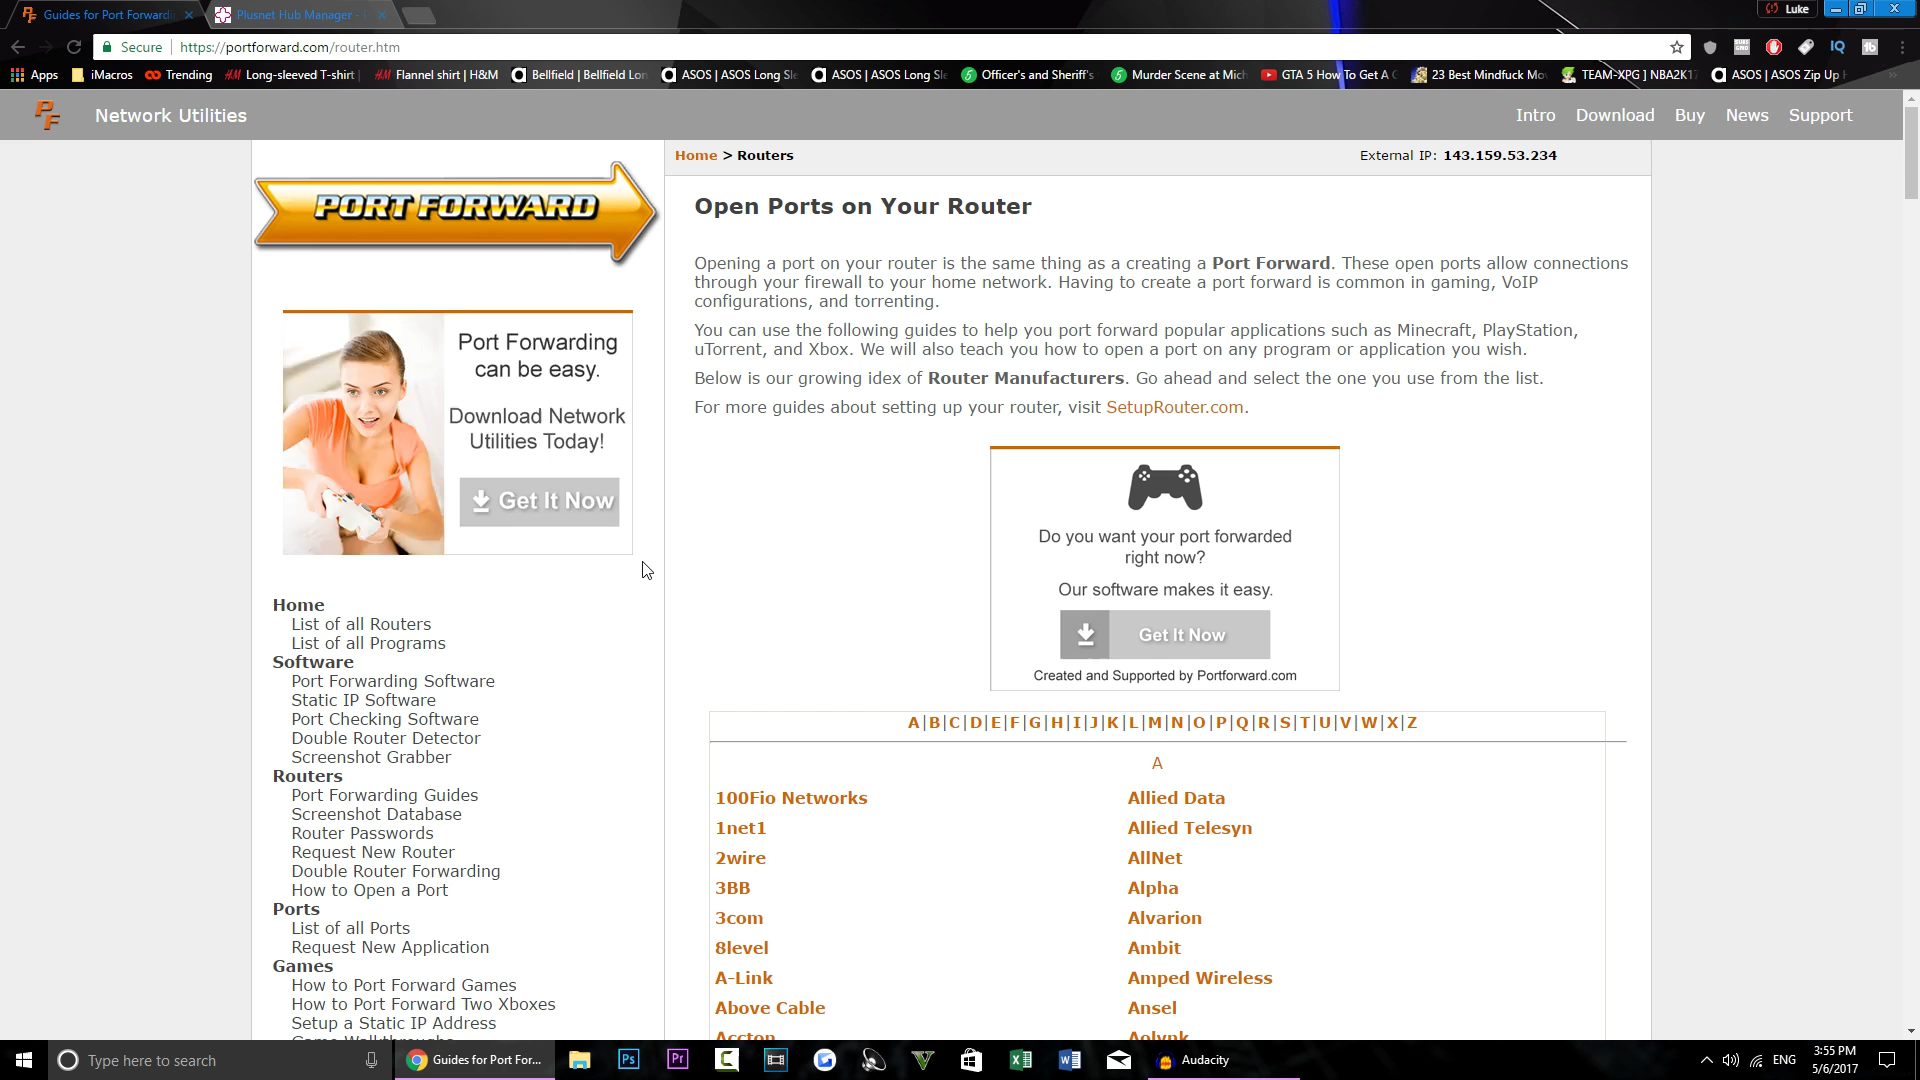 Guides for Port Forwardi
Plusnet Hub Manager -
Luke
Secure
https://portforward.com/router.htm
Apps
iMacros
Trending
Long-sleeved T-shirt
Flannel shirt | H&M
Bellfield | Bellfield Lon
ASOS | ASOS Long Sle
ASOS | ASOS Long Sle
Officer's and Sheriff's
Murder Scene at Mich
GTA 5 How To Get A
23 Best Mindfuck Mo
TEAM-XPG ] NBA2K17
ASOS | ASOS Zip Up
PF
Network Utilities
Intro
Download
Buy
News
Support
PORT FORWARD
Home > Routers
External IP: 143.159.53.234
Open Ports on Your Router
Opening a port on your router is the same thing as a creating a Port Forward. These open ports allow connections
through your firewall to your home network. Having to create a port forward is common in gaming, VoIP
configurations, and torrenting.
You can use the following guides to help you port forward popular applications such as Minecraft, PlayStation,
uTorrent, and Xbox. We will also teach you how to open a port on any program or application you wish.
Below is our growing idex of Router Manufacturers. Go ahead and select the one you use from the list.
For more guides about setting up your router, visit SetupRouter.com.
Port Forwarding
can be easy.
Download Network
Utilities Today!
Get It Now
Do you want your port forwarded
right now?
Our software makes it easy.
Get It Now
Created and Supported by Portforward.com
Home
List of all Routers
List of all Programs
Software
Port Forwarding Software
Static IP Software
Port Checking Software
Double Router Detector
Screenshot Grabber
Routers
Port Forwarding Guides
Screenshot Database
Router Passwords
Request New Router
Double Router Forwarding
How to Open a Port
Ports
List of all Ports
Request New Application
Games
How to Port Forward Games
How to Port Forward Two Xboxes
Setup a Static IP Address
A|B|C|D|E|F|G|H|I|J|K|L|M|N|O|P|Q|R|S|T|U|V|W|X|Z
A
100Fio Networks
Allied Data
1net1
Allied Telesyn
2wire
AllNet
3BB
Alpha
3com
Alvarion
8level
Ambit
A-Link
Amped Wireless
Above Cable
Ansel
Accton
Aolynk
Type here to search
Guides for Port For...
Audacity
ENG
3:55 PM
5/6/2017